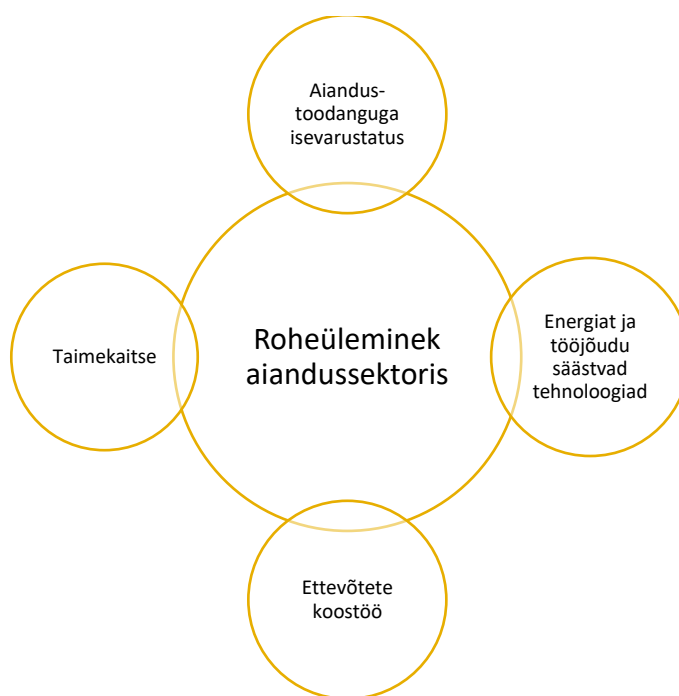 Aiandus-
toodanguga
isevarustatus
Taimekaitse
Roheüleminek
aiandussektoris
Energiat ja
tööjõudu
säästvad
tehnoloogiad
Ettevõtete
koostöö